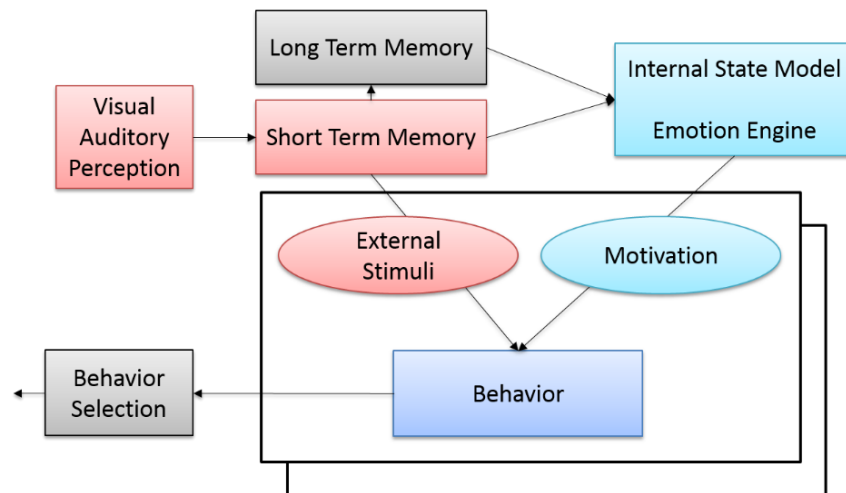 Long Term Memory
Internal State Model
Emotion Engine
Visual
Auditory
Perception
Short Term Memory
External
Stimuli
Motivation
Behavior
Selection
Behavior